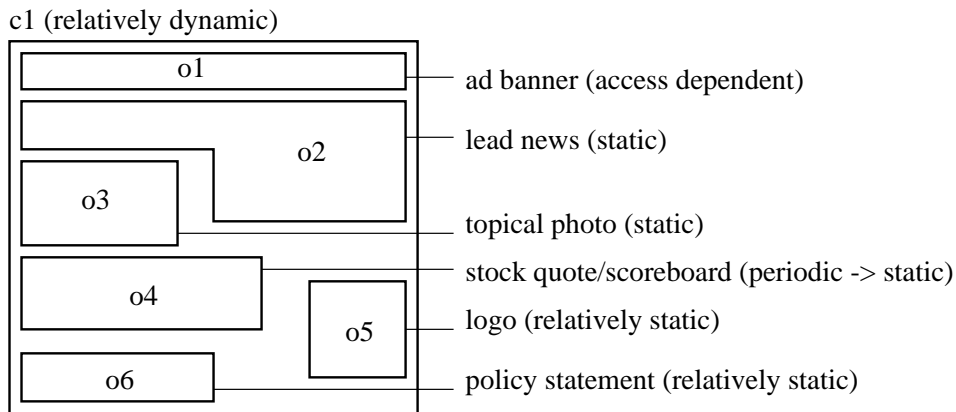 c1 (relatively dynamic)
o1
ad banner (access dependent)
lead news (static)
o2
o3
topical photo (static)
stock quote/scoreboard (periodic -> static)
o4
logo (relatively static)
o5
o6
policy statement (relatively static)